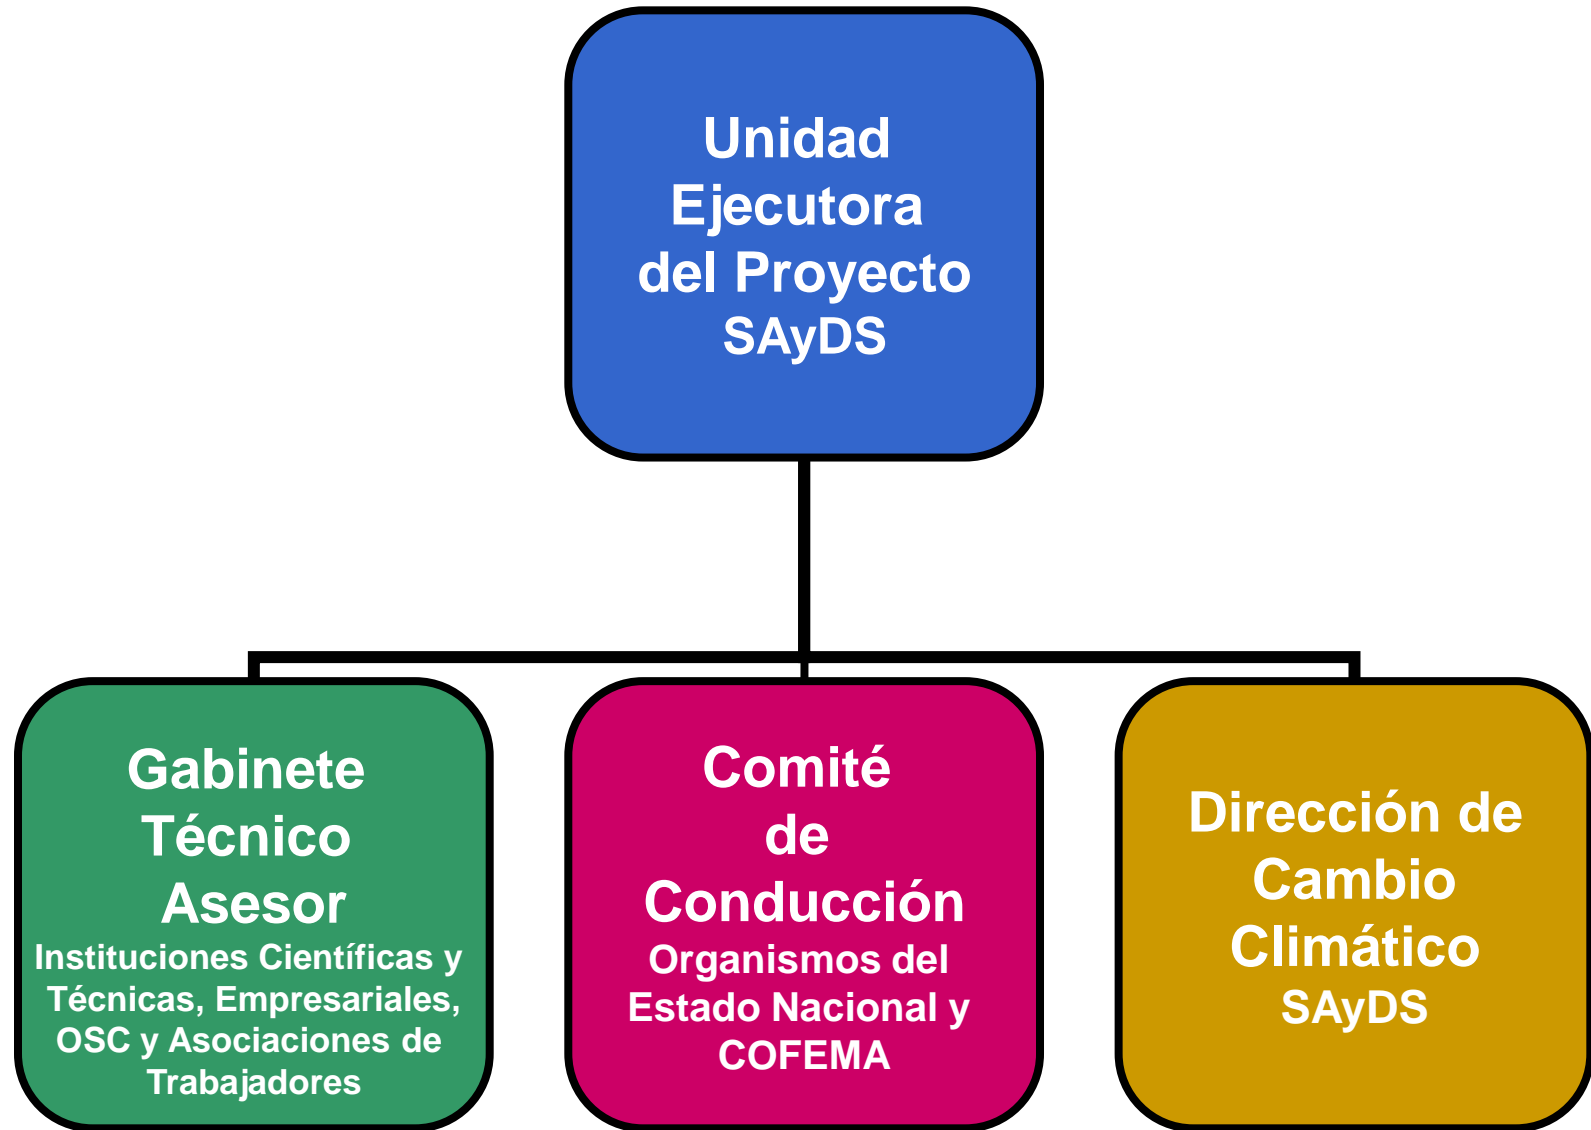 Unidad
Ejecutora
del Proyecto
SAyDS
Gabinete
Técnico
Asesor
Instituciones Científicas y
Técnicas, Empresariales,
OSC y Asociaciones de
Trabajadores
Comité
de
Conducción
Organismos del
Estado Nacional y
COFEMA
Dirección de
Cambio
Climático
SAyDS